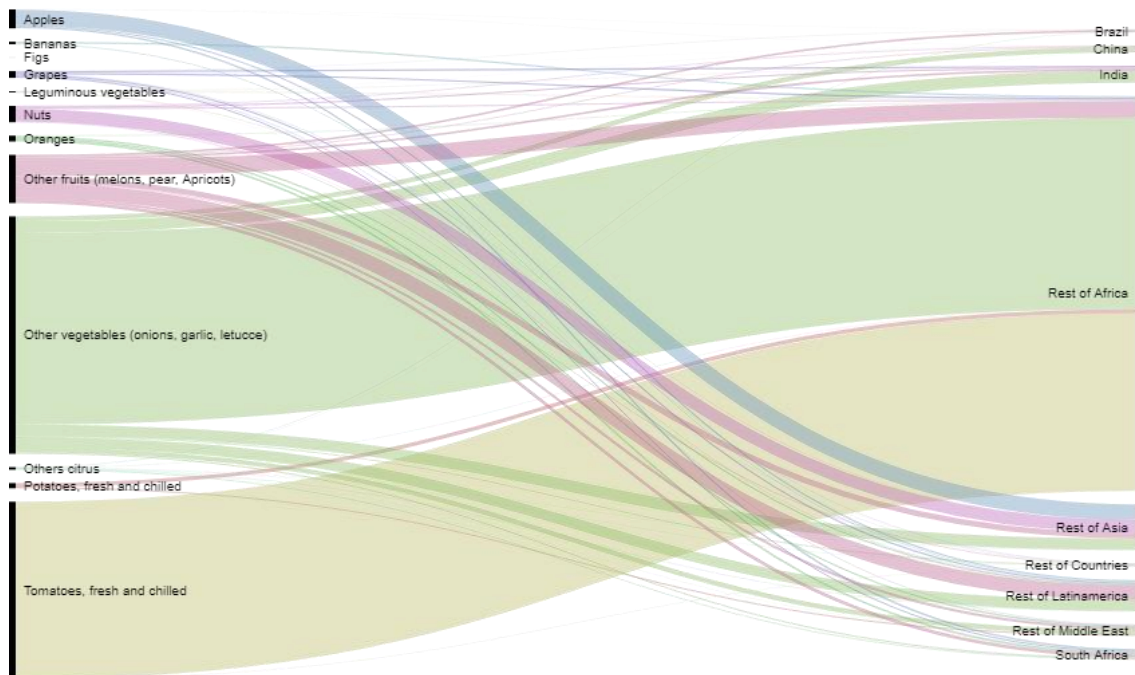 Apples
Bananas
Figs
Grapes
Leguminous vegetables
Nuts
Oranges
Other fruits (melons, pear, Apricots)
Other vegetables (onions, garlic, letucce)
Others citrus
Potatoes, fresh and chilled
Tomatoes, fresh and chilled
Brazil
China
India
Rest of Africa
Rest of Asia
Rest of Countries
Rest of Latinamerica
Rest of Middle East
South Africa